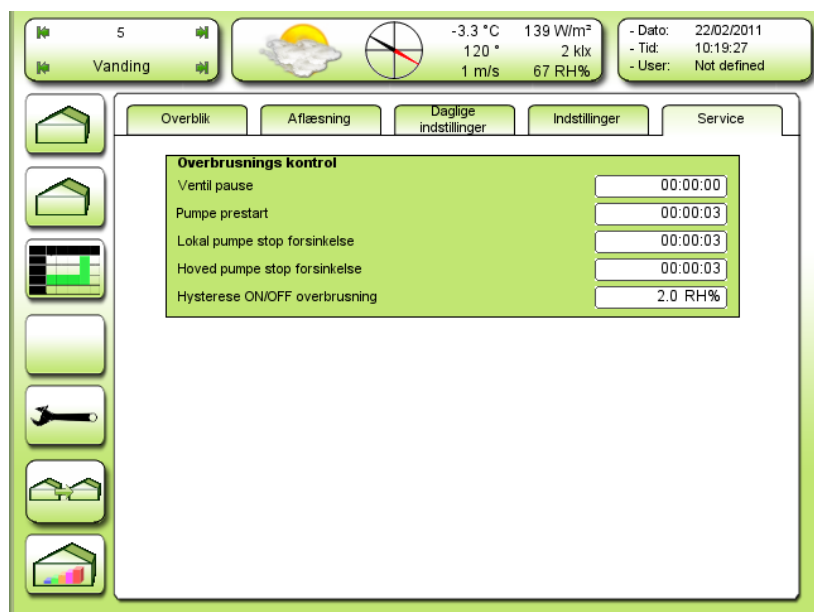 5
Vanding
-3.3 °C 139 W/m²
120 ° 2 klx
1 m/s 67 RH%
- Dato: 22/02/2011
- Tid: 10:19:27
- User: Not defined
Overblik
Aflæsning
Daglige
indstillinger
Indstillinger
Service
Overbrusnings kontrol
Ventil pause 00:00:00
Pumpe prestart 00:00:03
Lokal pumpe stop forsinkelse 00:00:03
Hoved pumpe stop forsinkelse 00:00:03
Hysterese ON/OFF overbrusning 2.0 RH%